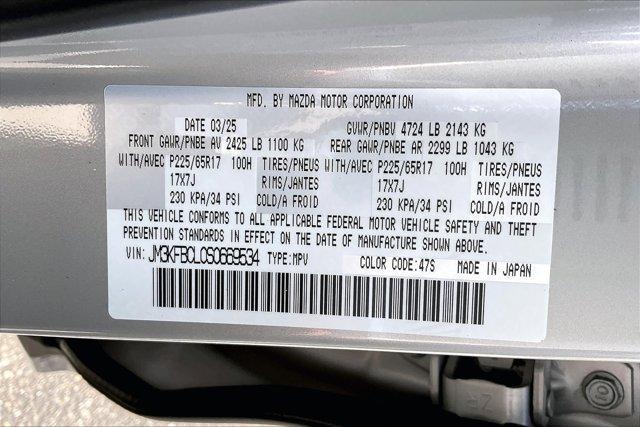 MFD. BY MAZDA MOTOR CORPORATION
DATE 03/25 GVWR/PNBV 4724 LB 2143 KG
FRONT GAWR/PNBE AV 2425 LB 1100 KG REAR GAWR/PNBE AR 2299 LB 1043 KG
WITH/AVEC P225/65R17 100H TIRES/PNEUS WITH/AVEC P225/65R17 100H TIRES/PNEUS
17X7J RIMS/JANTES 17X7J RIMS/JANTES
230 KPA/34 PSI COLD/A FROID 230 KPA/34 PSI COLD/A FROID
THIS VEHICLE CONFORMS TO ALL APPLICABLE FEDERAL MOTOR VEHICLE SAFETY AND THEFT
PREVENTION STANDARDS IN EFFECT ON THE DATE OF MANUFACTURE SHOWN ABOVE.
VIN: JM3KFBCL0S0669534 TYPE:MPV COLOR CODE:47S MADE IN JAPAN